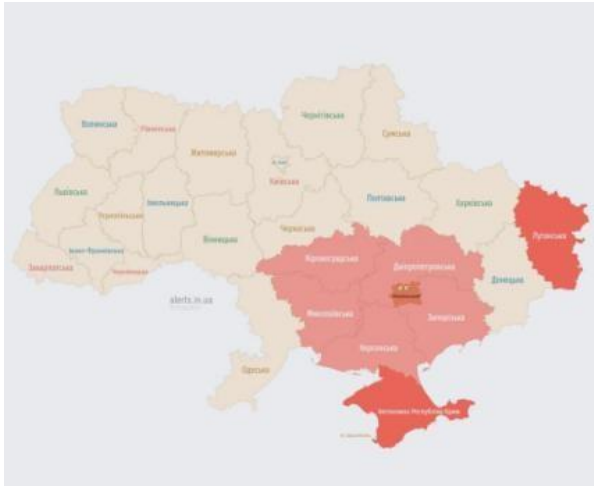 Чернігівська
Волинська
Рівненська
Сумська
Житомирська
Київська
Львівська
Полтавська
Харківська
Тернопільська
Хмельницька
Черкаська
Луганська
Вінницька
Івано-Франківська
Кіровоградська
Дніпропетровська
Закарпатська
Чернівецька
Донецька
alerts.in.ua
Миколаївська
Запорізька
Херсонська
Одеська
Автономна Республіка Крим